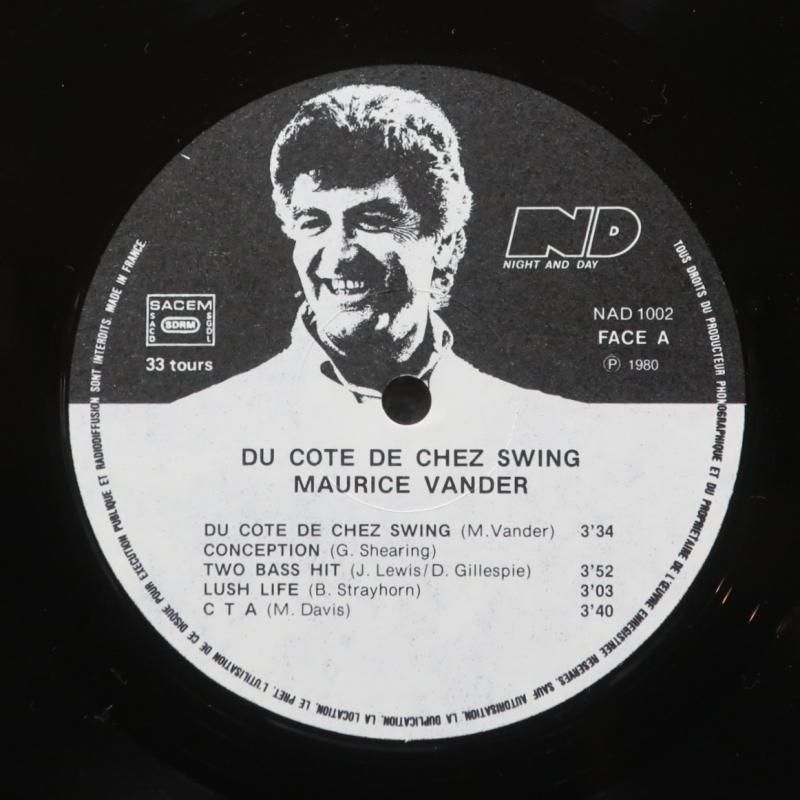 ND
NIGHT AND DAY
SACEM
SACD
SDRM
SGDL
33 tours
NAD 1002
FACE A
Ⓟ 1980
DU COTE DE CHEZ SWING
MAURICE VANDER
DU COTE DE CHEZ SWING (M.Vander) 3'34
CONCEPTION (G. Shearing)
TWO BASS HIT (J. Lewis/D. Gillespie) 3'52
LUSH LIFE (B. Strayhorn) 3'03
C T A (M. Davis) 3'40
TOUS DROITS DU PRODUCTEUR PHONOGRAPHIQUE ET DU PROPRIETAIRE DE L'ŒUVRE ENREGISTREE RESERVES. SAUF AUTORISATION, LA DUPLICATION, LA LOCATION, LE PRET, L'UTILISATION DE CE DISQUE POUR EXECUTION PUBLIQUE ET RADIODIFFUSION SONT INTERDITS. MADE IN FRANCE